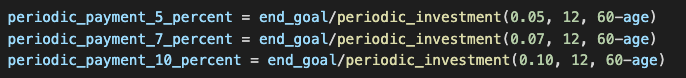 periodic_payment_5_percent = end_goal/periodic_investment(0.05, 12, 60-age)
periodic_payment_7_percent = end_goal/periodic_investment(0.07, 12, 60-age)
periodic_payment_10_percent = end_goal/periodic_investment(0.10, 12, 60-age)